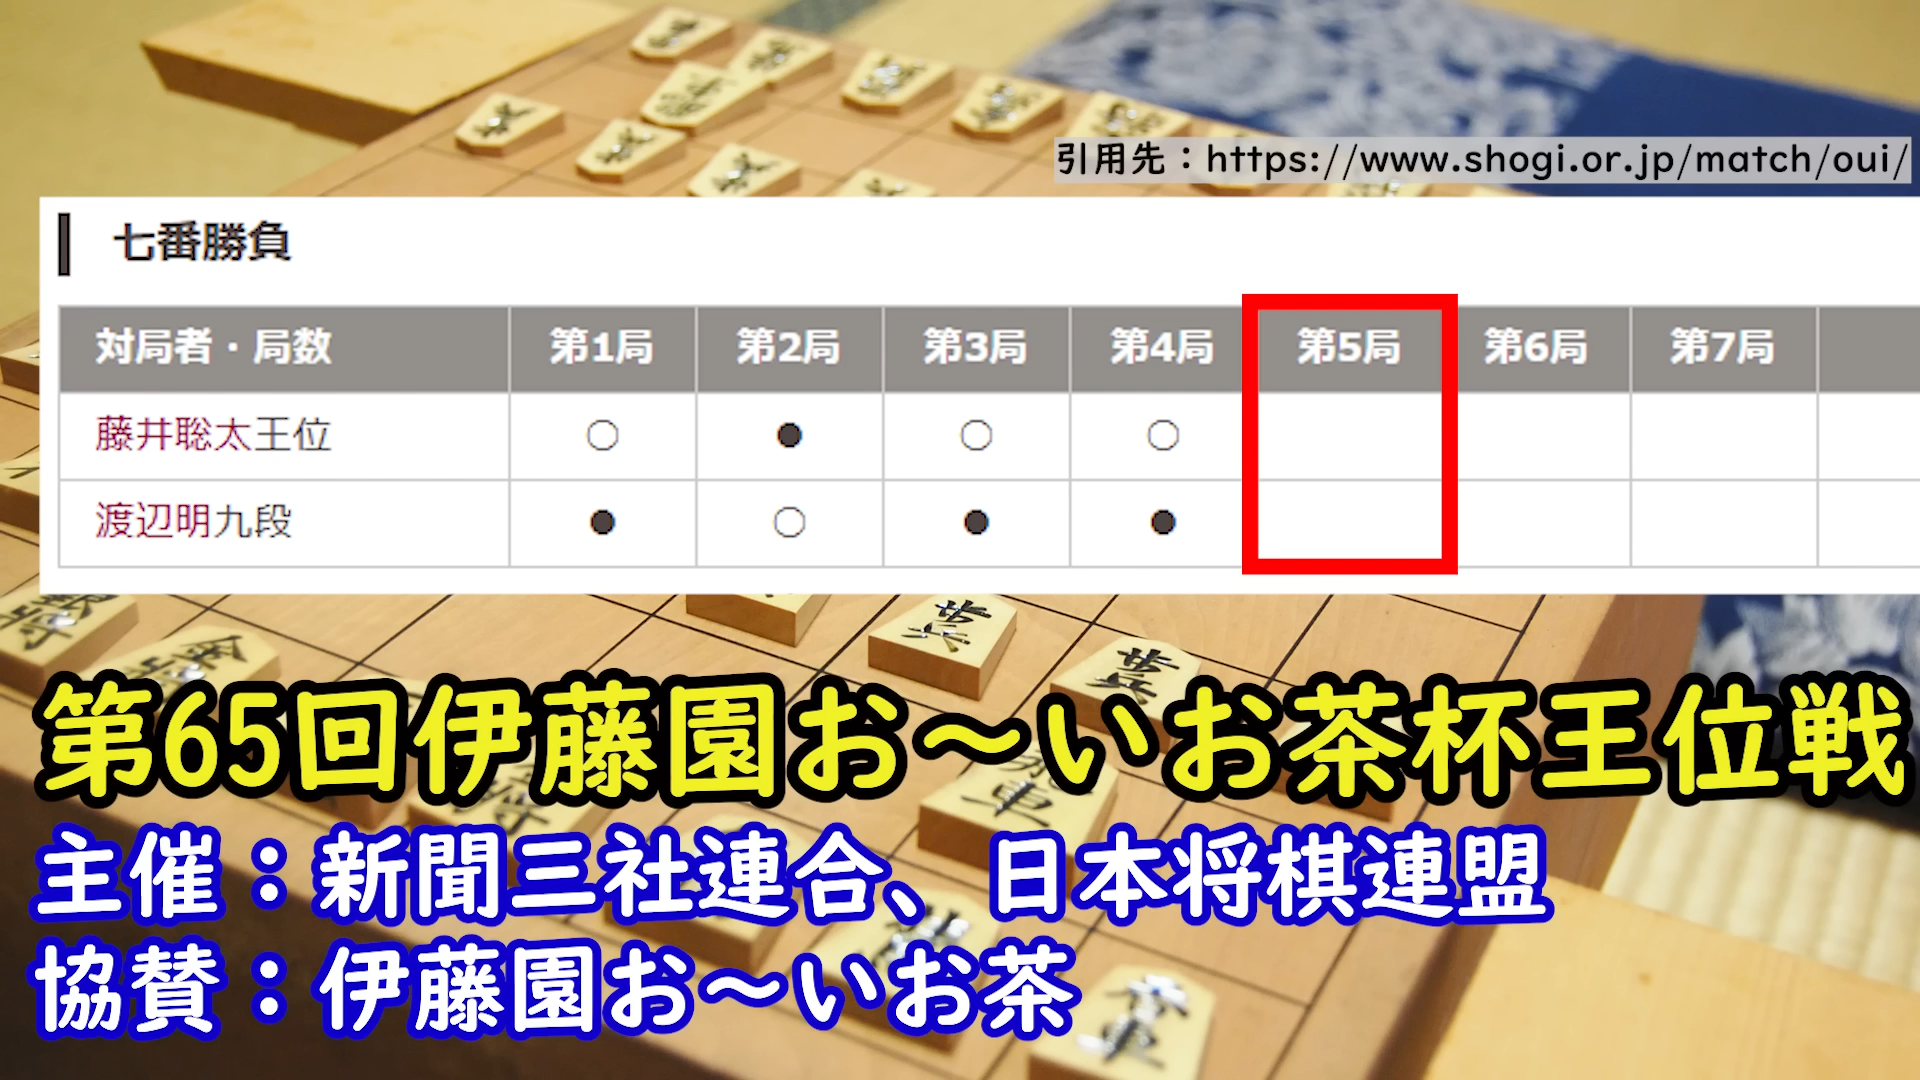 引用先：https://www.shogi.or.jp/match/oui/
七番勝負
対局者・局数 第1局 第2局 第3局 第4局 第5局 第6局 第7局
藤井聡太王位 ○ ● ○ ○
渡辺明九段 ● ○ ● ●
第65回伊藤園お～いお茶杯王位戦
主催：新聞三社連合、日本将棋連盟
協賛：伊藤園お～いお茶